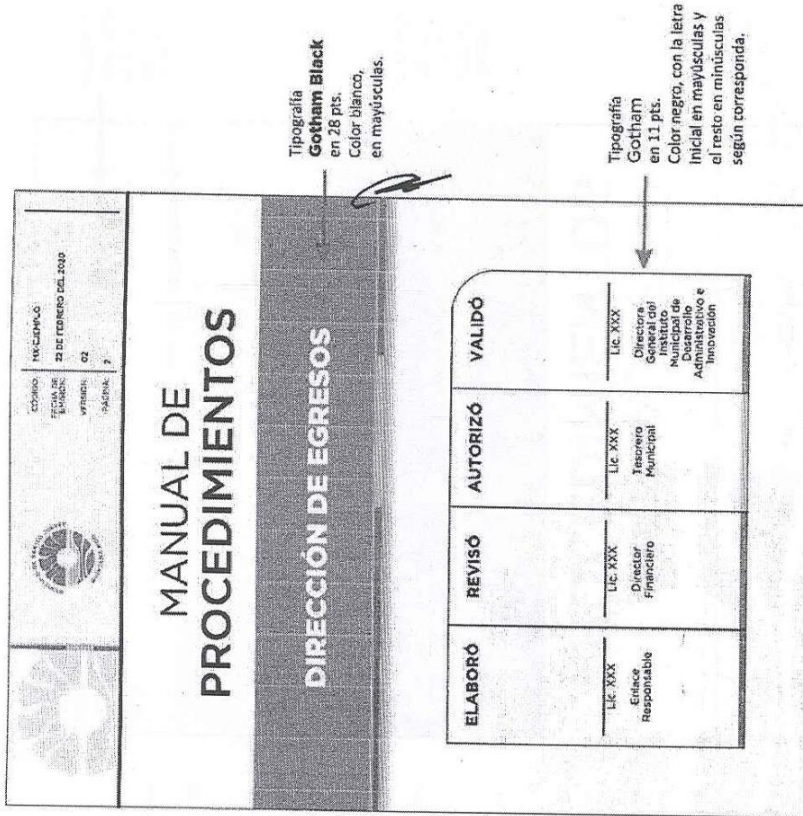 CÓDIGO: MX-EJEMPLO
FECHA DE
EMISIÓN: 22 DE FEBRERO DEL 2020
VERSIÓN: 02
PÁGINA: 2
MANUAL DE
PROCEDIMIENTOS
DIRECCIÓN DE EGRESOS
Tipografía
Gotham Black
en 28 pts.
Color blanco,
en mayúsculas.
ELABORÓ
Lic. XXX
Enlace
Responsable
REVISÓ
Lic. XXX
Director
Financiero
AUTORIZÓ
Lic. XXX
Tesorero
Municipal
VALIDÓ
Lic. XXX
Directora
General del
Instituto
Municipal de
Desarrollo
Administrativo e
Innovación
Tipografía
Gotham
en 11 pts.
Color negro, con la letra
Inicial en mayúsculas y
el resto en minúsculas
según corresponda.